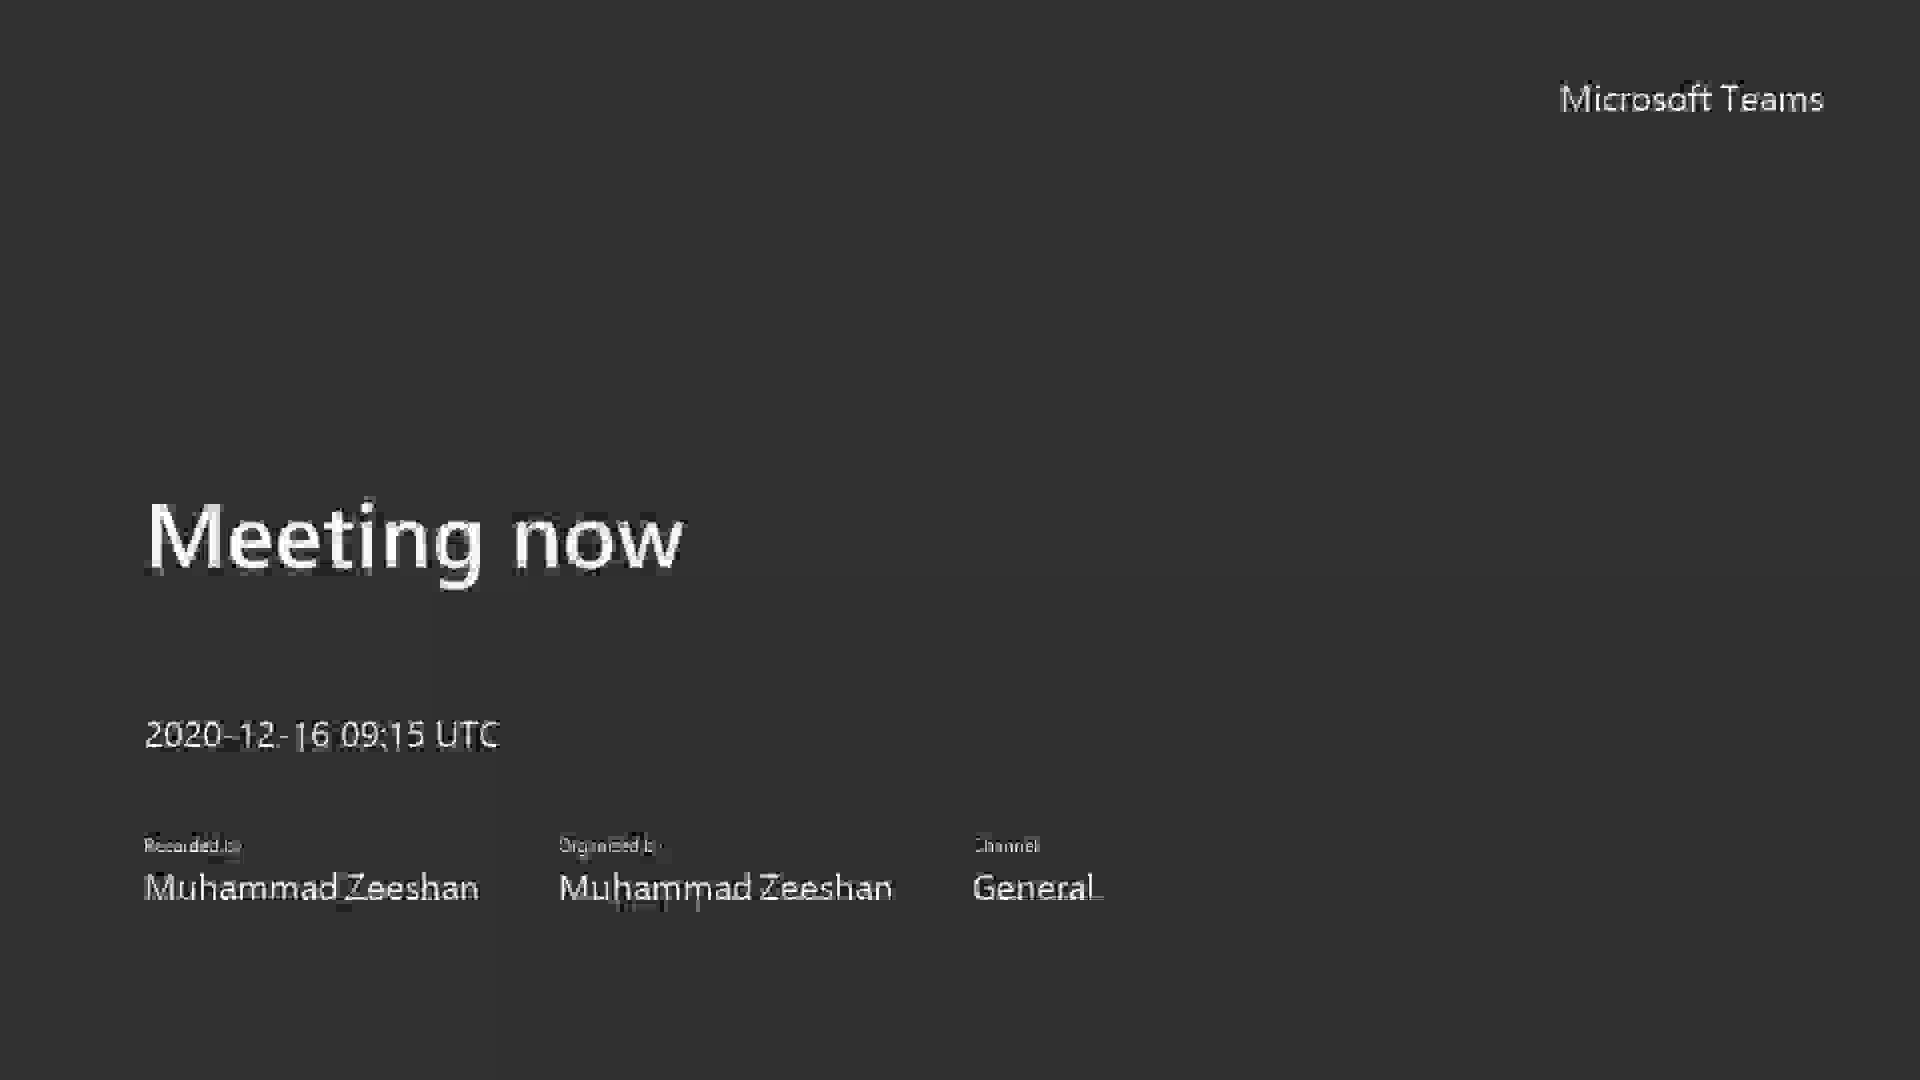 Microsoft Teams
Meeting now
2020-12-16 09:15 UTC
Recorded by Organized by Channel
Muhammad Zeeshan Muhammad Zeeshan General